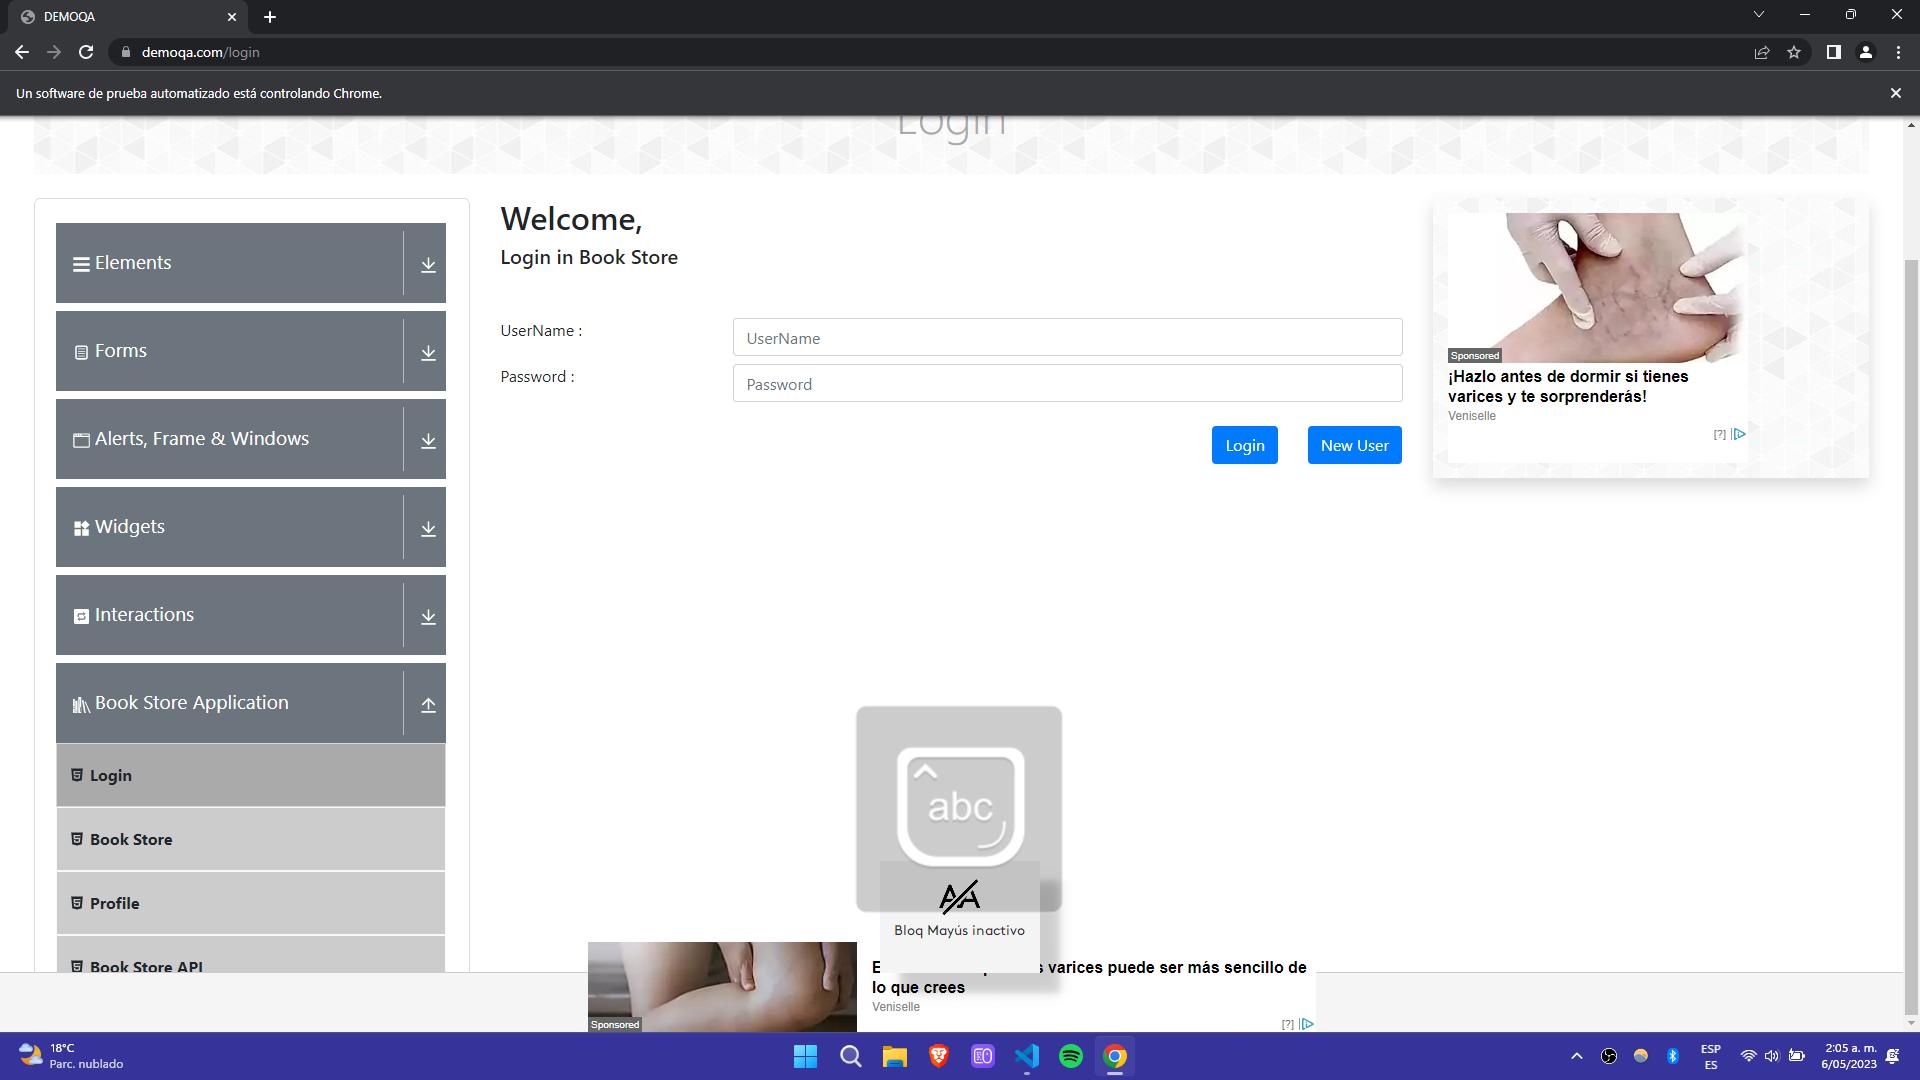 DEMOQA
demoqa.com/login
Un software de prueba automatizado está controlando Chrome.
Login
Elements
Forms
Alerts, Frame & Windows
Widgets
Interactions
Book Store Application
Login
Book Store
Profile
Book Store API
Welcome,
Login in Book Store
UserName :
UserName
Password :
Password
Login
New User
Sponsored
¡Hazlo antes de dormir si tienes
varices y te sorprenderás!
Veniselle
[?]
abc
AA
Bloq Mayús inactivo
Sponsored
varices puede ser más sencillo de
lo que crees
Veniselle
[?]
18°C
Parc. nublado
ESP
ES
2:05 a. m.
6/05/2023